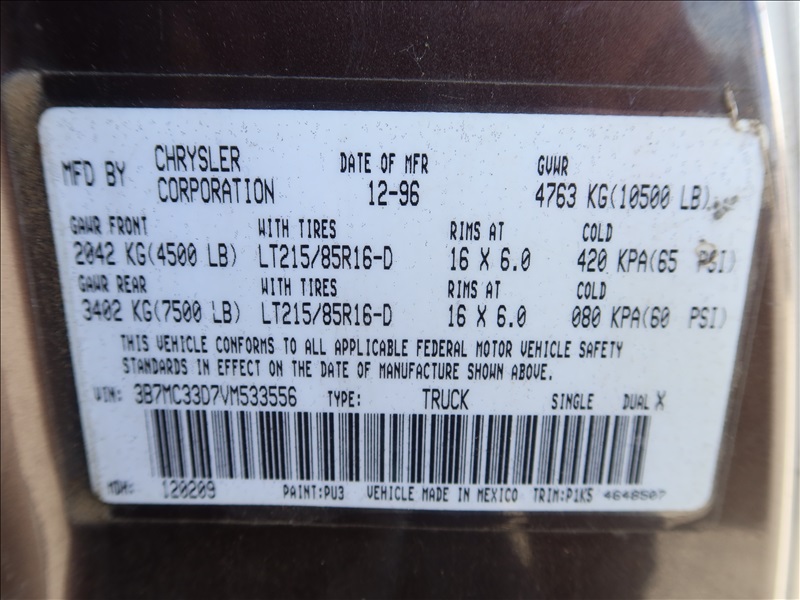 MFD BY CHRYSLER CORPORATION DATE OF MFR 12-96 GVWR 4763 KG(10500 LB)
GAWR FRONT WITH TIRES RIMS AT COLD
2042 KG(4500 LB) LT215/85R16-D 16 X 6.0 420 KPA(65 PSI)
GAWR REAR WITH TIRES RIMS AT COLD
3402 KG(7500 LB) LT215/85R16-D 16 X 6.0 080 KPA(60 PSI)
THIS VEHICLE CONFORMS TO ALL APPLICABLE FEDERAL MOTOR VEHICLE SAFETY
STANDARDS IN EFFECT ON THE DATE OF MANUFACTURE SHOWN ABOVE.
VIN: 3B7MC33D7VM533556 TYPE: TRUCK SINGLE DUAL X
MDH: 120209 PAINT:PU3 VEHICLE MADE IN MEXICO TRIM:P1K5 4648507